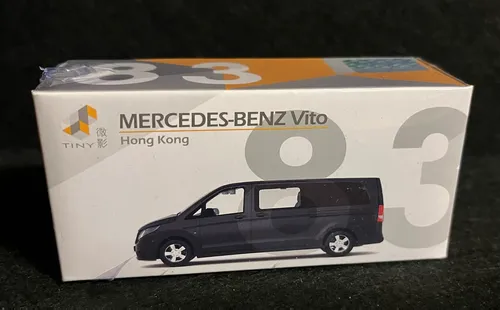 83
MERCEDES-BENZ Vito
Hong Kong
TINY 微影
83